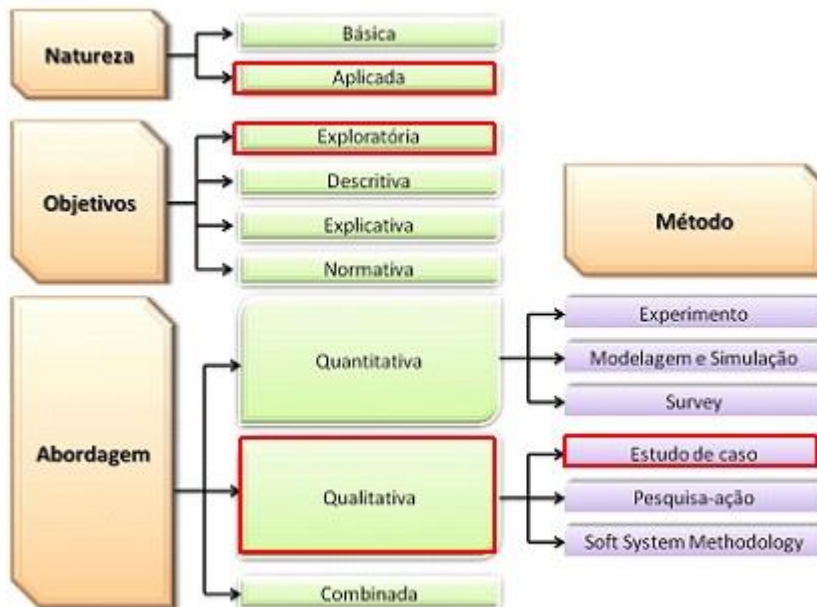 Natureza
Básica
Aplicada
Objetivos
Exploratória
Descritiva
Explicativa
Normativa
Método
Abordagem
Quantitativa
Experimento
Modelagem e Simulação
Survey
Qualitativa
Estudo de caso
Pesquisa-ação
Soft System Methodology
Combinada